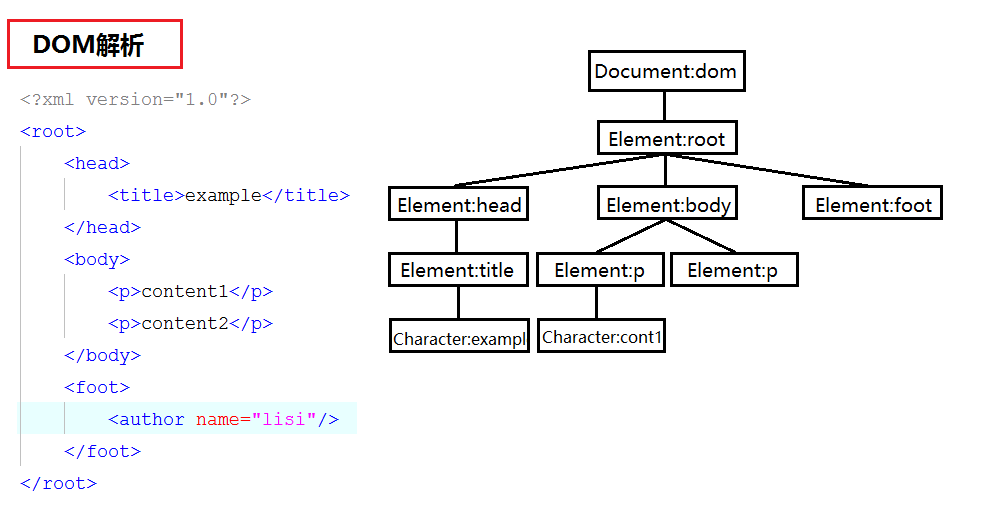 DOM解析
<?xml version="1.0"?>
<root>
<head>
<title>example</title>
</head>
<body>
<p>content1</p>
<p>content2</p>
</body>
<foot>
<author name="lisi"/>
</foot>
</root>
Document:dom
Element:root
Element:head Element:body Element:foot
Element:title Element:p Element:p
Character:exampl Character:cont1